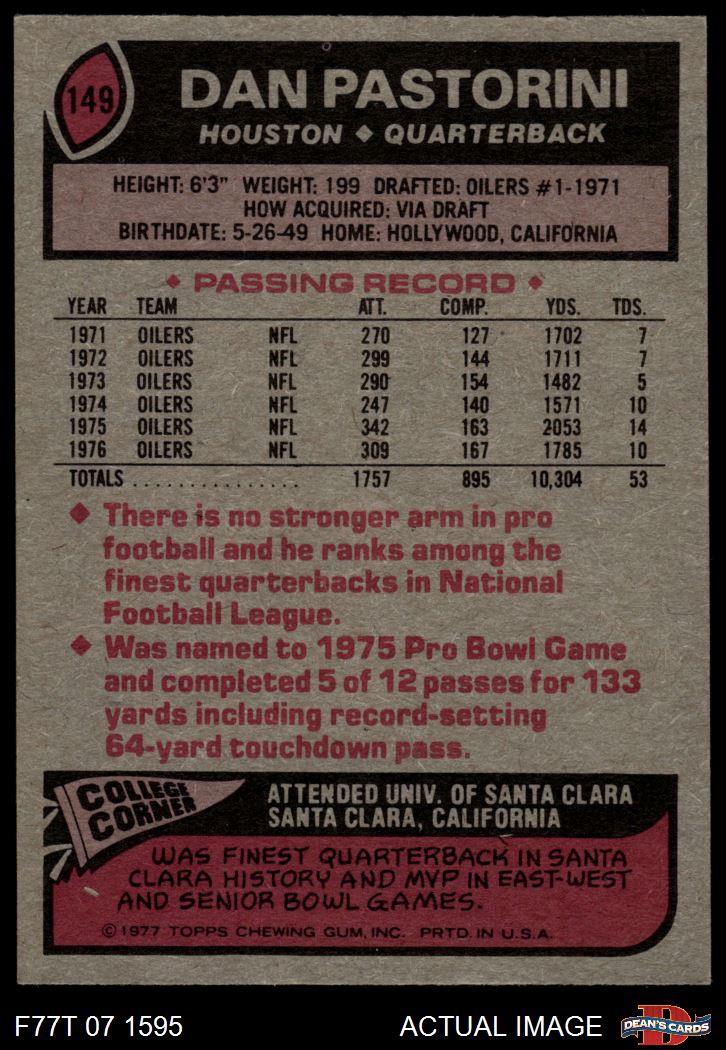 149
DAN PASTORINI
HOUSTON ◆ QUARTERBACK
HEIGHT: 6'3" WEIGHT: 199 DRAFTED: OILERS #1-1971
HOW ACQUIRED: VIA DRAFT
BIRTHDATE: 5-26-49 HOME: HOLLYWOOD, CALIFORNIA
◆ PASSING RECORD ◆
YEAR TEAM ATT. COMP. YDS. TDS.
1971 OILERS NFL 270 127 1702 7
1972 OILERS NFL 299 144 1711 7
1973 OILERS NFL 290 154 1482 5
1974 OILERS NFL 247 140 1571 10
1975 OILERS NFL 342 163 2053 14
1976 OILERS NFL 309 167 1785 10
TOTALS ................ 1757 895 10,304 53
◆ There is no stronger arm in pro
football and he ranks among the
finest quarterbacks in National
Football League.
◆ Was named to 1975 Pro Bowl Game
and completed 5 of 12 passes for 133
yards including record-setting
64-yard touchdown pass.
COLLEGE
CORNER
ATTENDED UNIV. OF SANTA CLARA
SANTA CLARA, CALIFORNIA
WAS FINEST QUARTERBACK IN SANTA
CLARA HISTORY AND MVP IN EAST-WEST
AND SENIOR BOWL GAMES.
©1977 TOPPS CHEWING GUM, INC. PRTD. IN U.S.A.
F77T 07 1595
ACTUAL IMAGE
D
DEAN'S CARDS